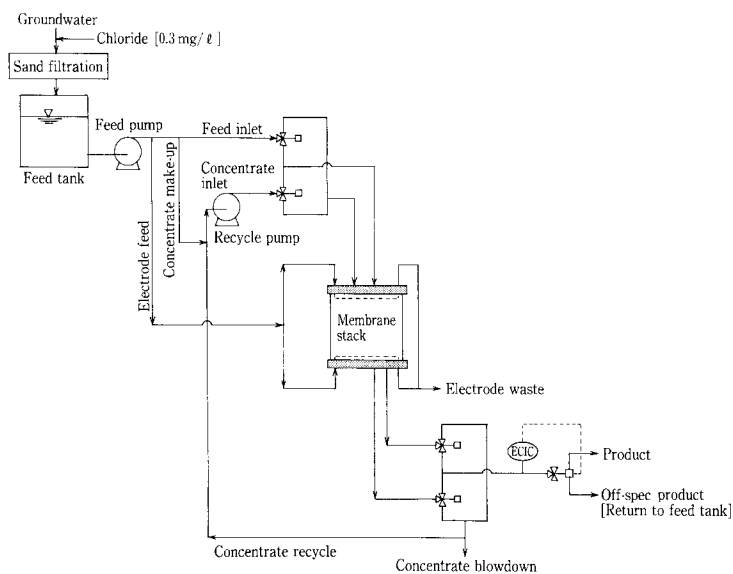 Groundwater
Chloride [0.3 mg/ℓ]
Sand filtration
Feed pump
Feed inlet
Feed tank
Concentrate
inlet
Concentrate make-up
Recycle pump
Electrode feed
Membrane
stack
Electrode waste
ECIC
Product
Off-spec product
[Return to feed tank]
Concentrate recycle
Concentrate blowdown